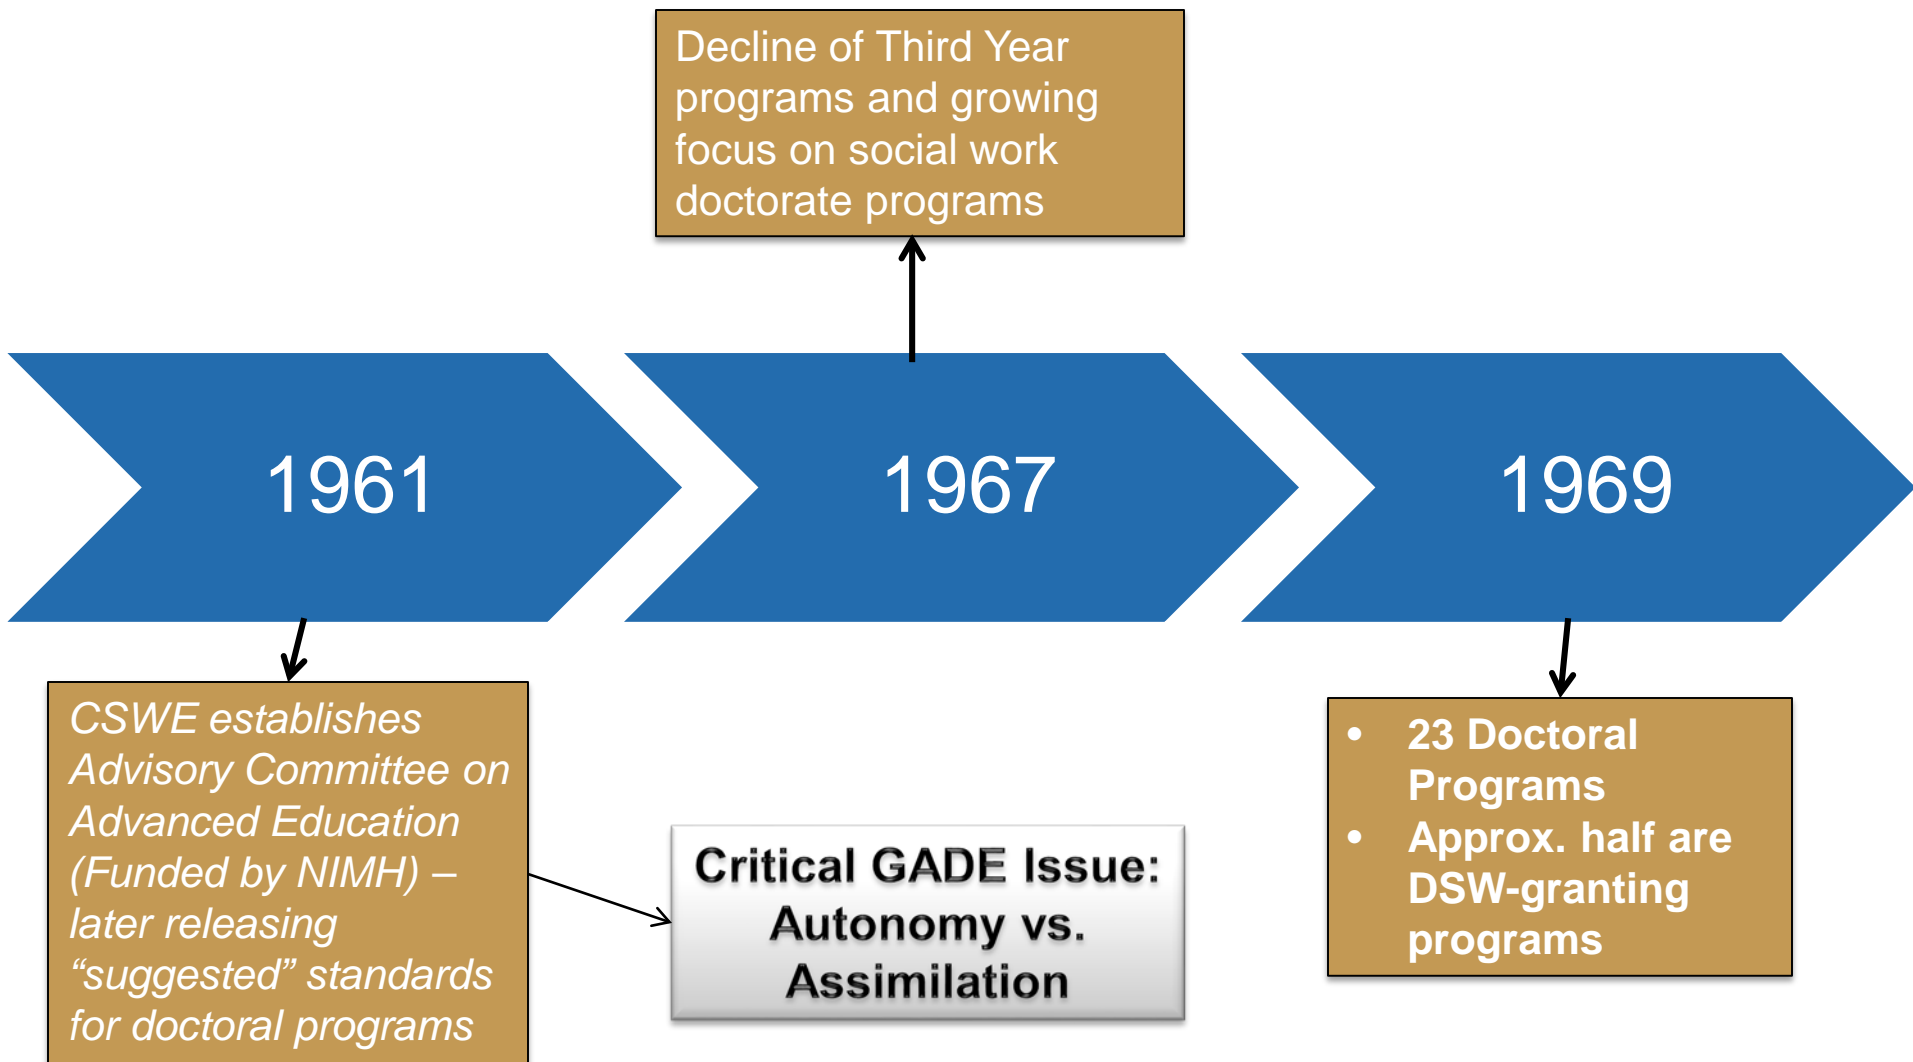 Decline of Third Year
programs and growing
focus on social work
doctorate programs
1961
1967
1969
CSWE establishes
Advisory Committee on
Advanced Education
(Funded by NIMH) –
later releasing
“suggested” standards
for doctoral programs
Critical GADE Issue:
Autonomy vs.
Assimilation
• 23 Doctoral
Programs
• Approx. half are
DSW-granting
programs